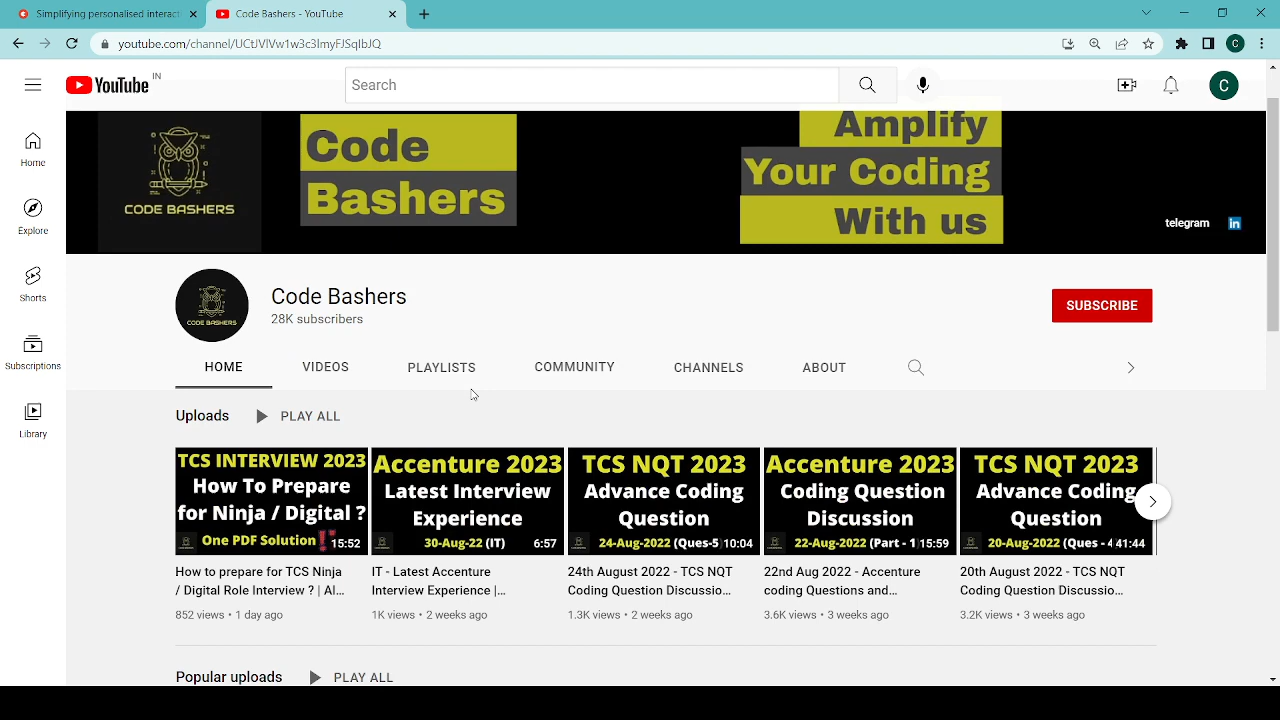 Simplifying personalised interact
Code Bashers - YouTube
youtube.com/channel/UCtJVlVw1w3c3myFJSqIbJQ
YouTube IN
Search
C
Home
Explore
Shorts
Subscriptions
Library
CODE BASHERS
Code
Bashers
Amplify
Your Coding
With us
telegram
in
CODE BASHERS
Code Bashers
28K subscribers
SUBSCRIBE
HOME VIDEOS PLAYLISTS COMMUNITY CHANNELS ABOUT
Uploads PLAY ALL
TCS INTERVIEW 2023
How To Prepare
for Ninja / Digital ?
One PDF Solution 15:52
How to prepare for TCS Ninja
/ Digital Role Interview ? | Al...
852 views • 1 day ago
Accenture 2023
Latest Interview
Experience
30-Aug-22 (IT) 6:57
IT - Latest Accenture
Interview Experience |...
1K views • 2 weeks ago
TCS NQT 2023
Advance Coding
Question
24-Aug-2022 (Ques-5 10:04
24th August 2022 - TCS NQT
Coding Question Discussio...
1.3K views • 2 weeks ago
Accenture 2023
Coding Question
Discussion
22-Aug-2022 (Part - 1 15:59
22nd Aug 2022 - Accenture
coding Questions and...
3.6K views • 3 weeks ago
TCS NQT 2023
Advance Coding
Question
20-Aug-2022 (Ques - 4 41:44
20th August 2022 - TCS NQT
Coding Question Discussio...
3.2K views • 3 weeks ago
Popular uploads PLAY ALL